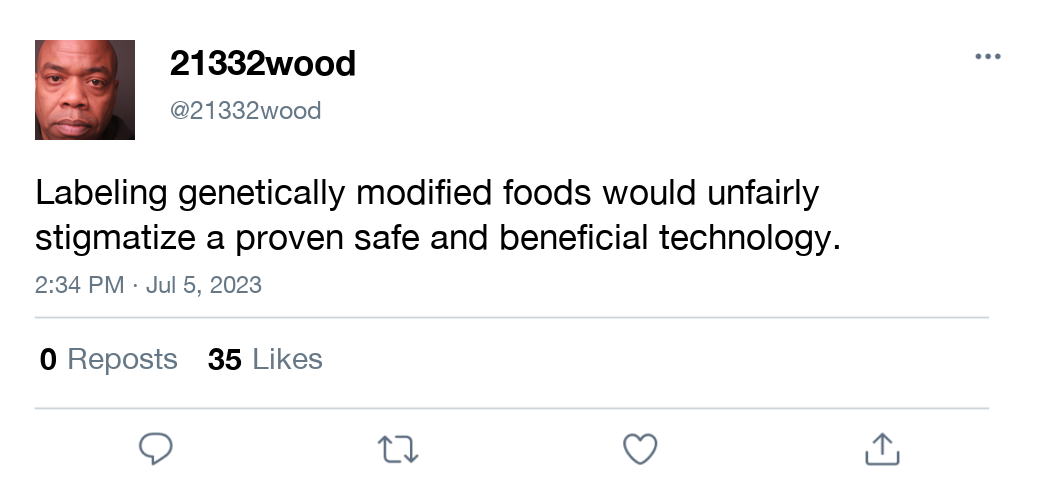 21332wood
@21332wood
Labeling genetically modified foods would unfairly
stigmatize a proven safe and beneficial technology.
2:34 PM · Jul 5, 2023
0 Reposts 35 Likes